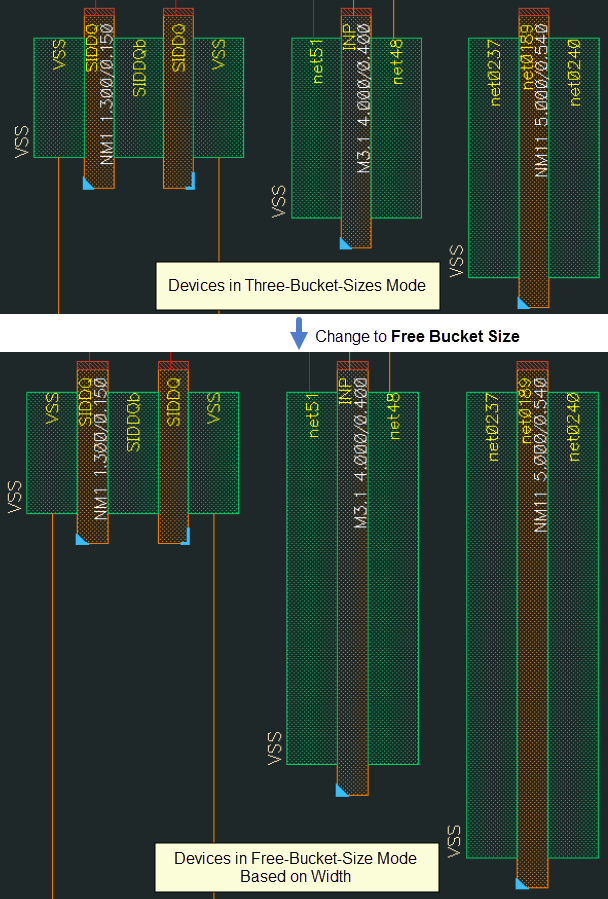 VSS
SIDDQ
NM1 1.300/0.150
SIDDQb
SIDDQ
VSS
VSS
net51
INP
M3.1 4.000/0.400
net48
VSS
net0237
net0189
NM11 5.000/0.540
net0240
VSS
Devices in Three-Bucket-Sizes Mode
Change to Free Bucket Size
VSS
SIDDQ
NM1 1.300/0.150
SIDDQb
SIDDQ
VSS
VSS
net51
INP
M3.1 4.000/0.400
net48
VSS
net0237
net0189
NM11 5.000/0.540
net0240
VSS
Devices in Free-Bucket-Size Mode
Based on Width